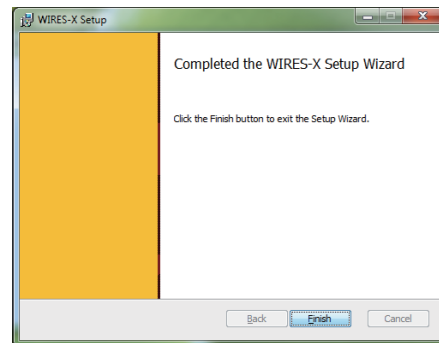 WIRES-X Setup
Completed the WIRES-X Setup Wizard
Click the Finish button to exit the Setup Wizard.
Back
Finish
Cancel